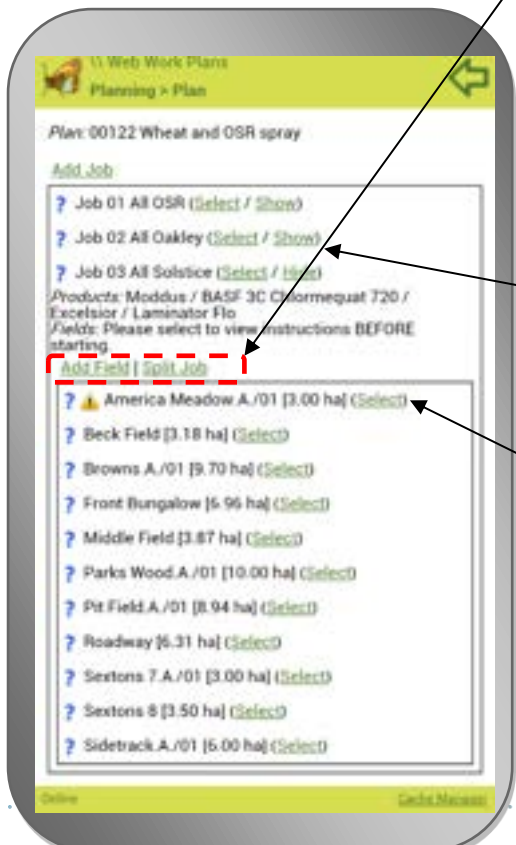 \\ Web Work Plans
Planning > Plan
Plan: 00122 Wheat and OSR spray
Add Job
? Job 01 All OSR (Select / Show)
? Job 02 All Oakley (Select / Show)
? Job 03 All Solstice (Select / Hide)
Products: Moddus / BASF 3C Chlormequat 720 /
Excelsior / Laminator Flo
Fields: Please select to view instructions BEFORE
starting.
Add Field | Split Job
? America Meadow.A./01 [3.00 ha] (Select)
? Beck Field [3.18 ha] (Select)
? Browns A./01 [9.70 ha] (Select)
? Front Bungalow [6.96 ha] (Select)
? Middle Field [3.87 ha] (Select)
? Parks Wood.A./01 [10.00 ha] (Select)
? Pit Field.A./01 [8.94 ha] (Select)
? Roadway [6.31 ha] (Select)
? Sextons 7.A./01 [3.00 ha] (Select)
? Sextons 8 [3.50 ha] (Select)
? Sidetrack.A./01 [6.00 ha] (Select)
Online Cache Manager